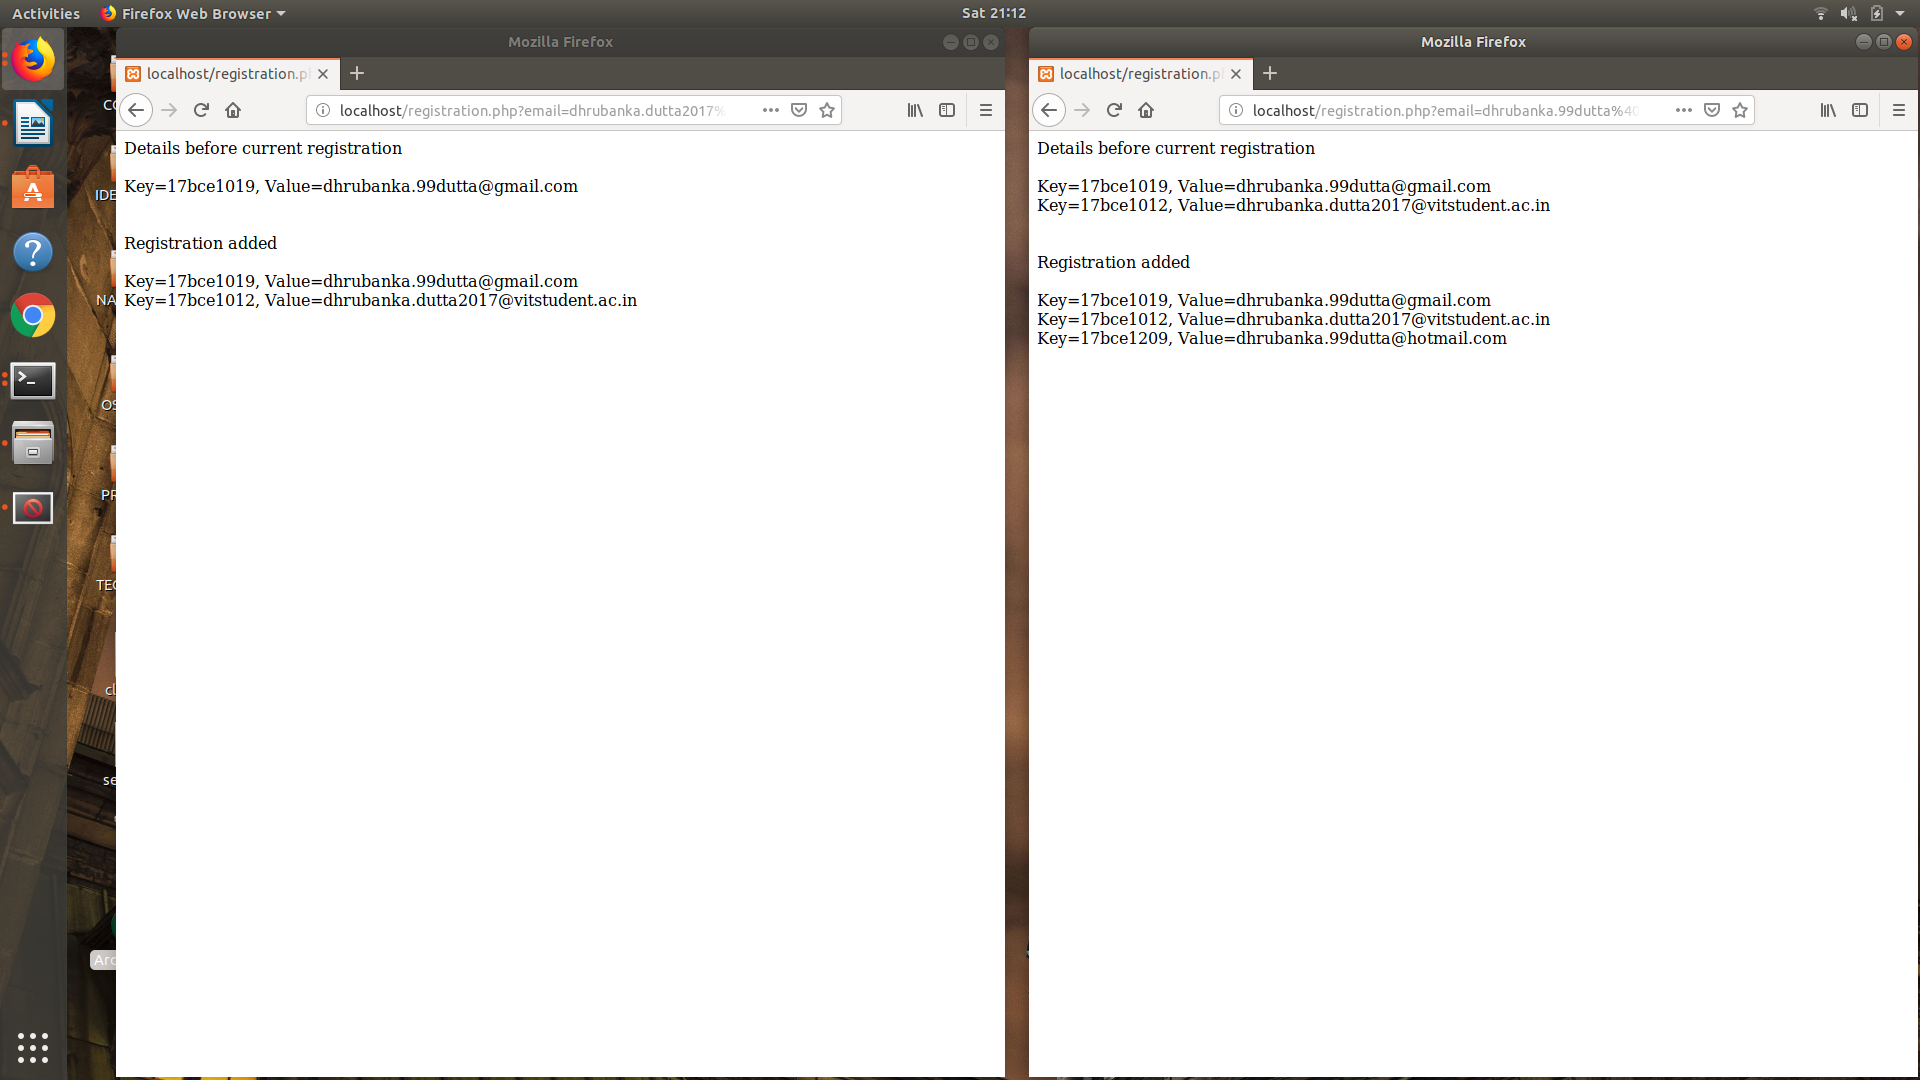 Activities
Firefox Web Browser
Sat 21:12
Mozilla Firefox
localhost/registration.p
localhost/registration.php?email=dhrubanka.dutta2017%
Details before current registration
Key=17bce1019, Value=dhrubanka.99dutta@gmail.com
Registration added
Key=17bce1019, Value=dhrubanka.99dutta@gmail.com
Key=17bce1012, Value=dhrubanka.dutta2017@vitstudent.ac.in
Mozilla Firefox
localhost/registration.p
localhost/registration.php?email=dhrubanka.99dutta%40
Details before current registration
Key=17bce1019, Value=dhrubanka.99dutta@gmail.com
Key=17bce1012, Value=dhrubanka.dutta2017@vitstudent.ac.in
Registration added
Key=17bce1019, Value=dhrubanka.99dutta@gmail.com
Key=17bce1012, Value=dhrubanka.dutta2017@vitstudent.ac.in
Key=17bce1209, Value=dhrubanka.99dutta@hotmail.com
IDE
NA
TEC